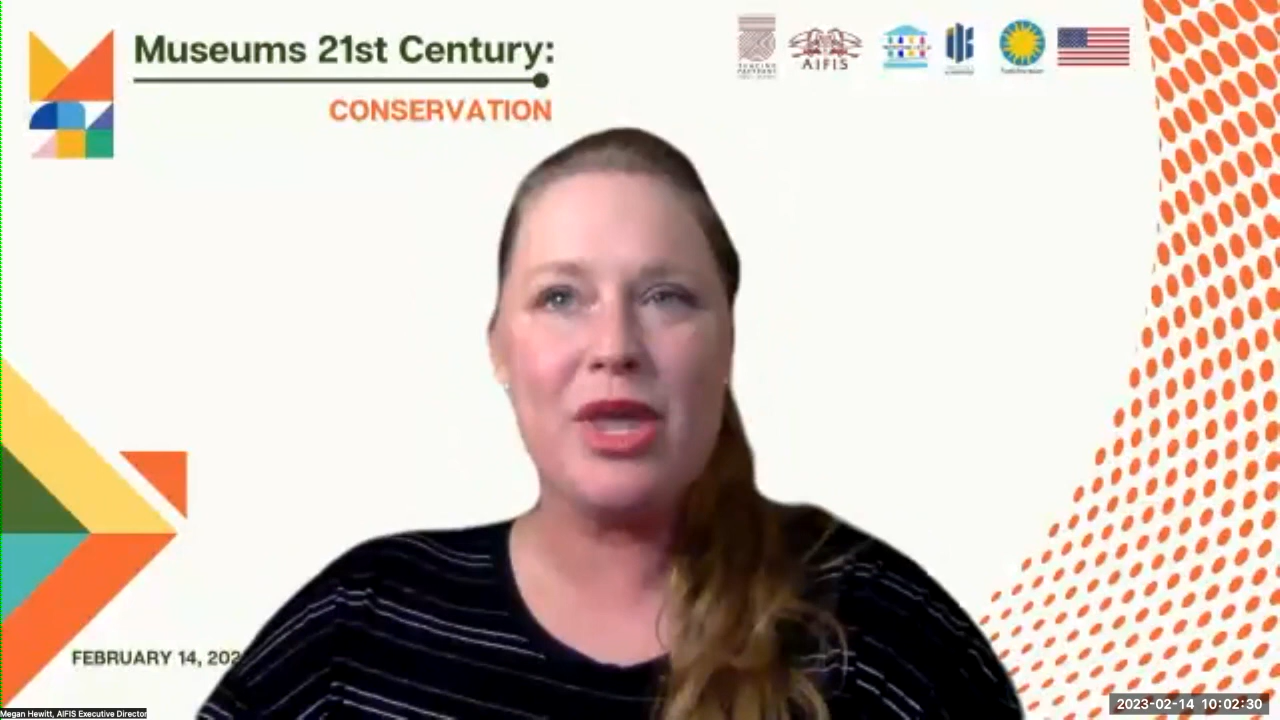 Museums 21st Century:
CONSERVATION
AIFIS
FEBRUARY 14, 202
Megan Hewitt, AIFIS Executive Director
2023-02-14 10:02:30